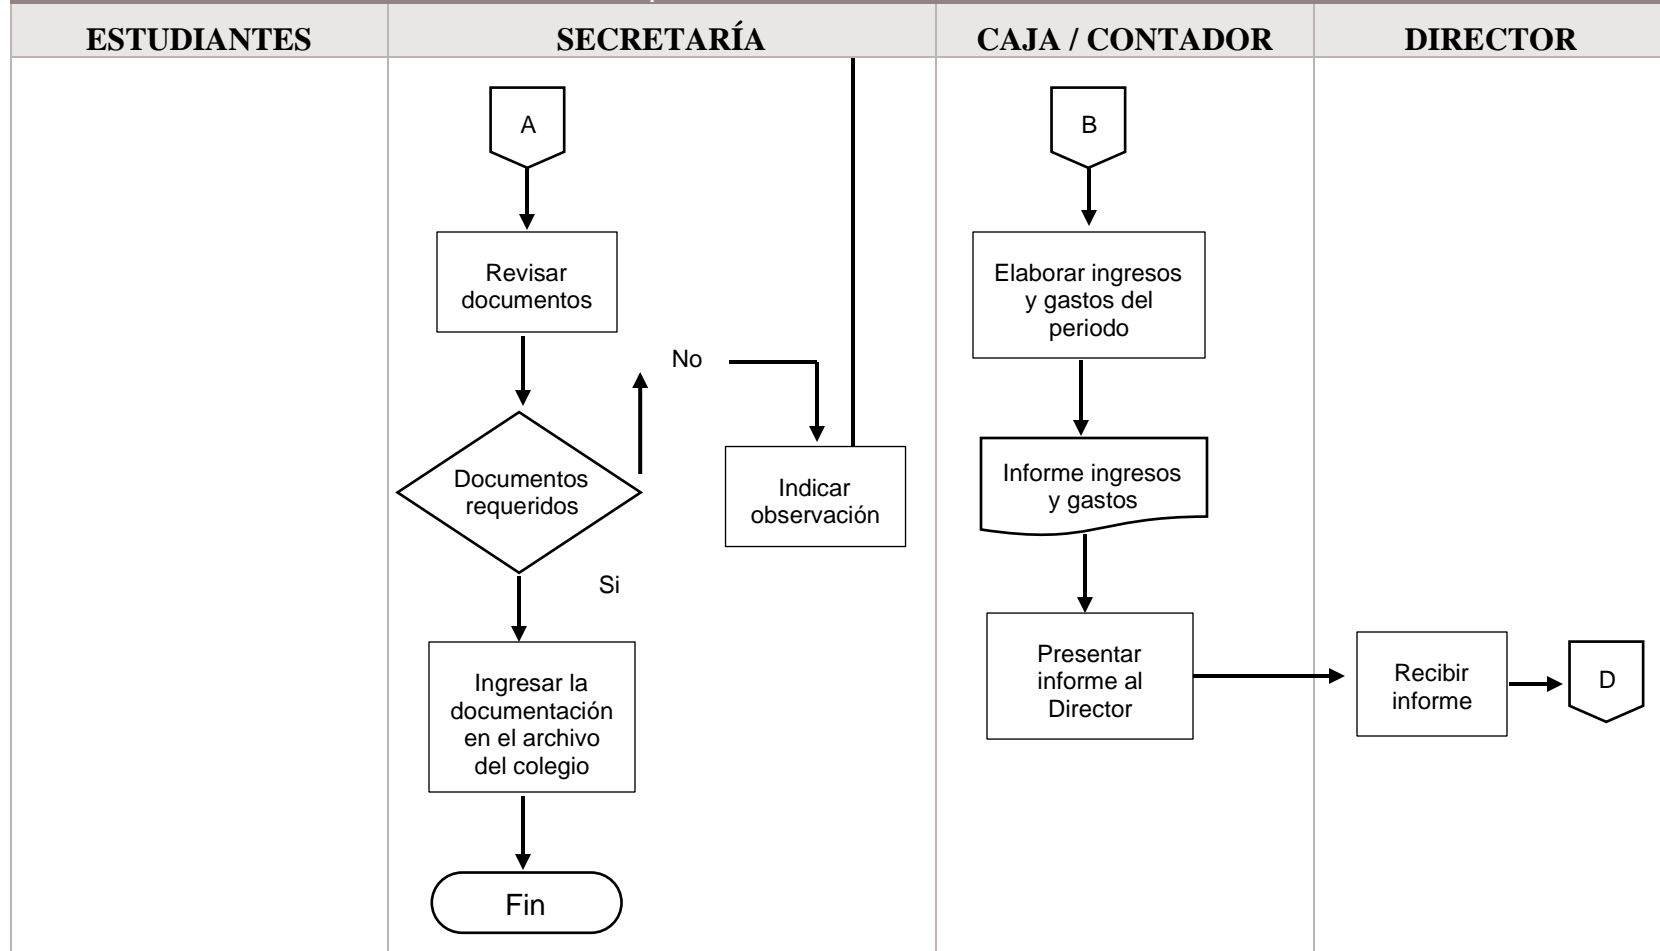 ESTUDIANTES
SECRETARÍA
CAJA / CONTADOR
DIRECTOR
A
Revisar
documentos
No
Documentos
requeridos
Indicar
observación
Si
Ingresar la
documentación
en el archivo
del colegio
Fin
B
Elaborar ingresos
y gastos del
periodo
Informe ingresos
y gastos
Presentar
informe al
Director
Recibir
informe
D